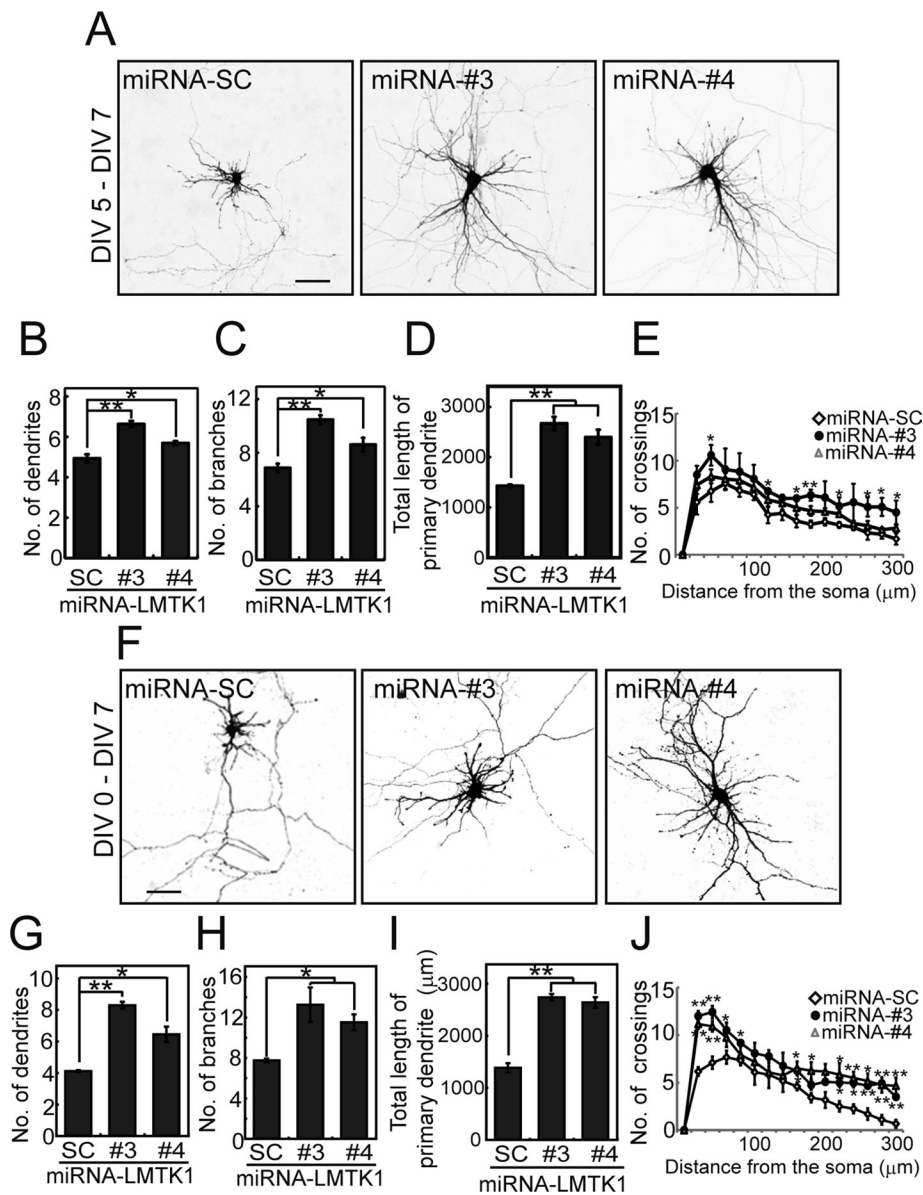 A
miRNA-SC
miRNA-#3
miRNA-#4
DIV 5 - DIV 7
B
C
D
E
No. of dendrites
8
6
4
2
0
*
**
SC #3 #4
miRNA-LMTK1
No. of branches
12
8
4
0
*
**
SC #3 #4
Total length of
primary dendrite
3000
2000
1000
0
**
SC #3 #4
miRNA-LMTK1
No. of crossings
15
10
5
0
miRNA-SC
miRNA-#3
miRNA-#4
* * * ** * * * *
100 200 300
Distance from the soma (μm)
F
miRNA-SC
miRNA-#3
miRNA-#4
DIV 0 - DIV 7
G
H
I
J
No. of dendrites
10
8
6
4
2
0
*
**
SC #3 #4
miRNA-LMTK1
No. of branches
16
12
8
4
0
*
SC #3 #4
Total length of
primary dendrite (μm)
3000
2000
1000
0
**
SC #3 #4
miRNA-LMTK1
No. of crossings
15
10
5
0
miRNA-SC
miRNA-#3
miRNA-#4
100 200 300
Distance from the soma (μm)